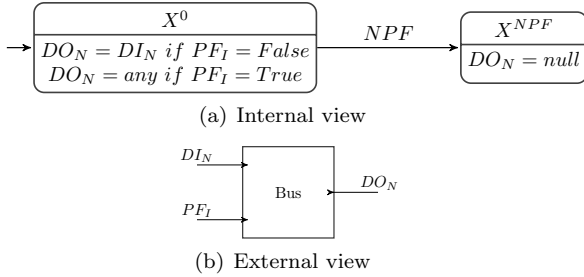 X^0
DO_N = DI_N if PF_I = False
DO_N = any if PF_I = True
NPF
X^NPF
DO_N = null
(a) Internal view
DI_N
PF_I
Bus
DO_N
(b) External view